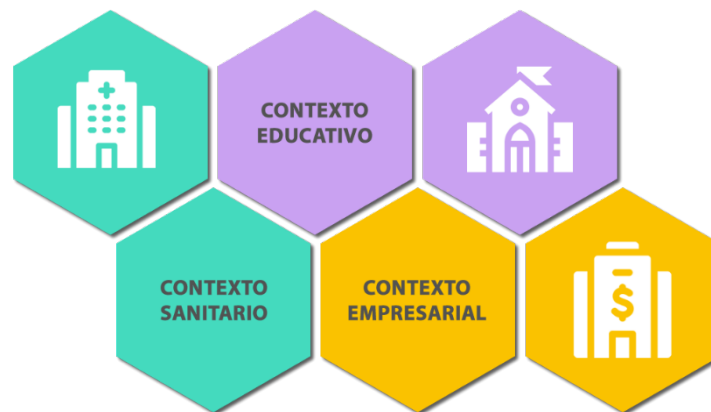 CONTEXTO
EDUCATIVO
CONTEXTO
SANITARIO
CONTEXTO
EMPRESARIAL
$